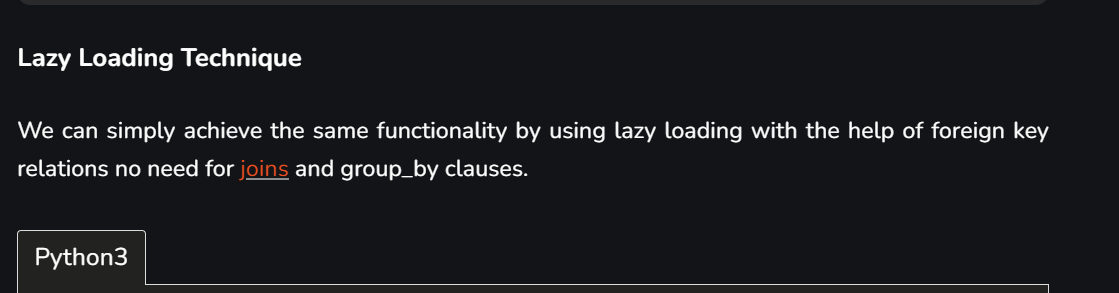 Lazy Loading Technique
We can simply achieve the same functionality by using lazy loading with the help of foreign key
relations no need for joins and group_by clauses.
Python3